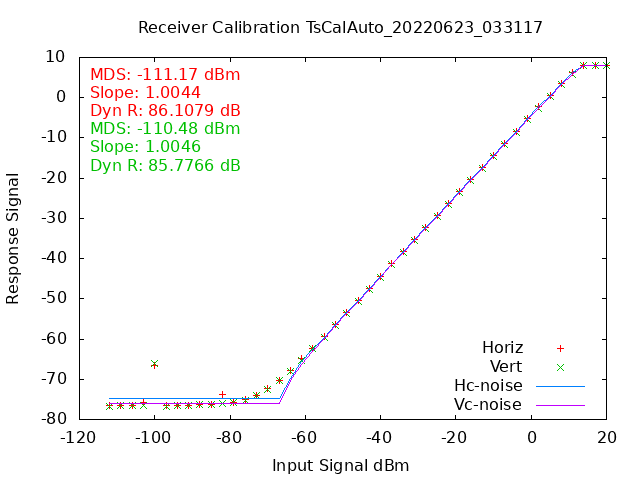 Receiver Calibration TsCalAuto_20220623_033117
10
0
-10
-20
-30
-40
-50
-60
-70
-80
-120
-100
-80
-60
-40
-20
0
20
Response Signal
Input Signal dBm
MDS: -111.17 dBm
Slope: 1.0044
Dyn R: 86.1079 dB
MDS: -110.48 dBm
Slope: 1.0046
Dyn R: 85.7766 dB
Horiz
Vert
Hc-noise
Vc-noise